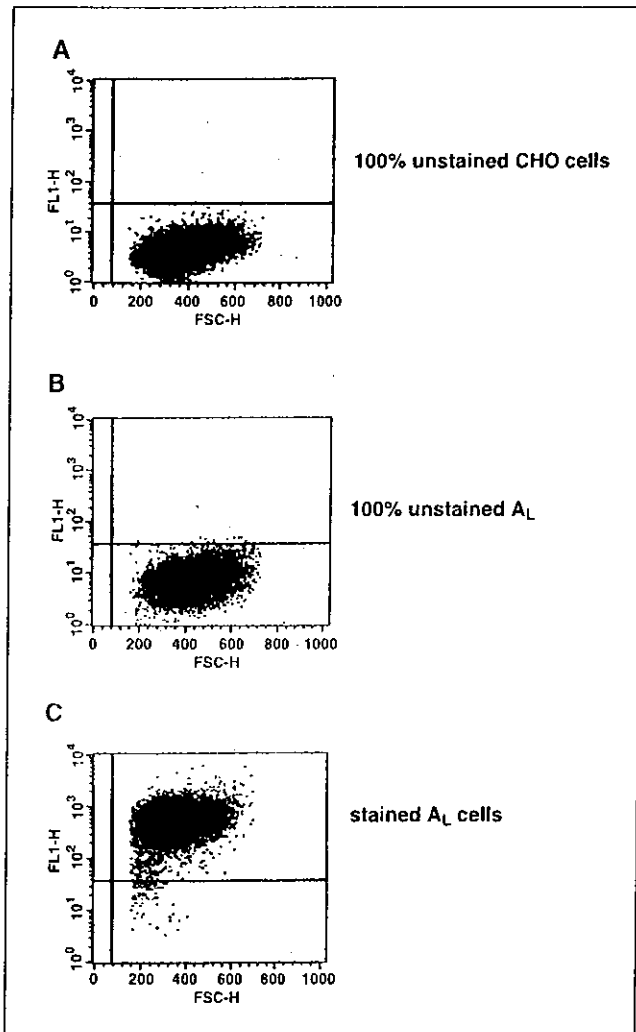 A
10⁴
10³
10²
10¹
10⁰
FL1-H
0 200 400 600 800 1000
FSC-H
100% unstained CHO cells
B
10⁴
10³
10²
10¹
10⁰
FL1-H
0 200 400 600 800 1000
FSC-H
100% unstained A_L
C
10⁴
10³
10²
10¹
10⁰
FL1-H
0 200 400 600 800 1000
FSC-H
stained A_L cells